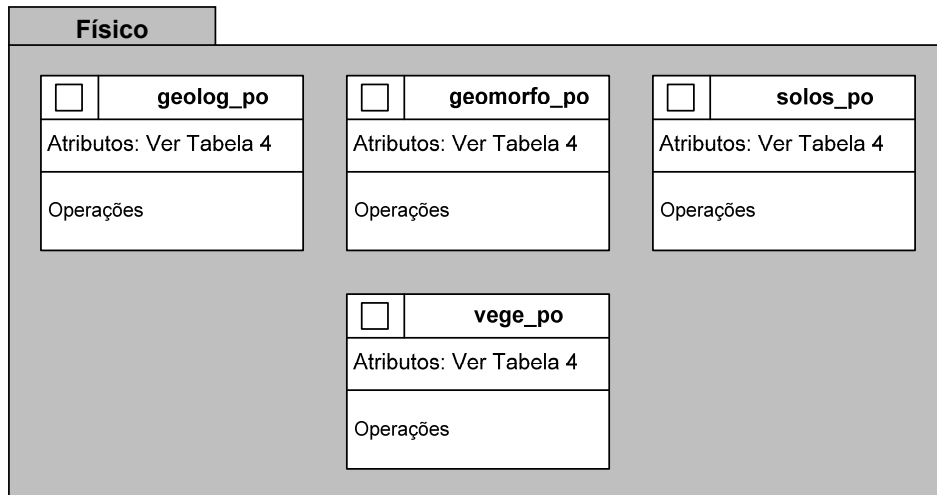 Físico
geolog_po
Atributos: Ver Tabela 4
Operações
geomorfo_po
Atributos: Ver Tabela 4
Operações
solos_po
Atributos: Ver Tabela 4
Operações
vege_po
Atributos: Ver Tabela 4
Operações